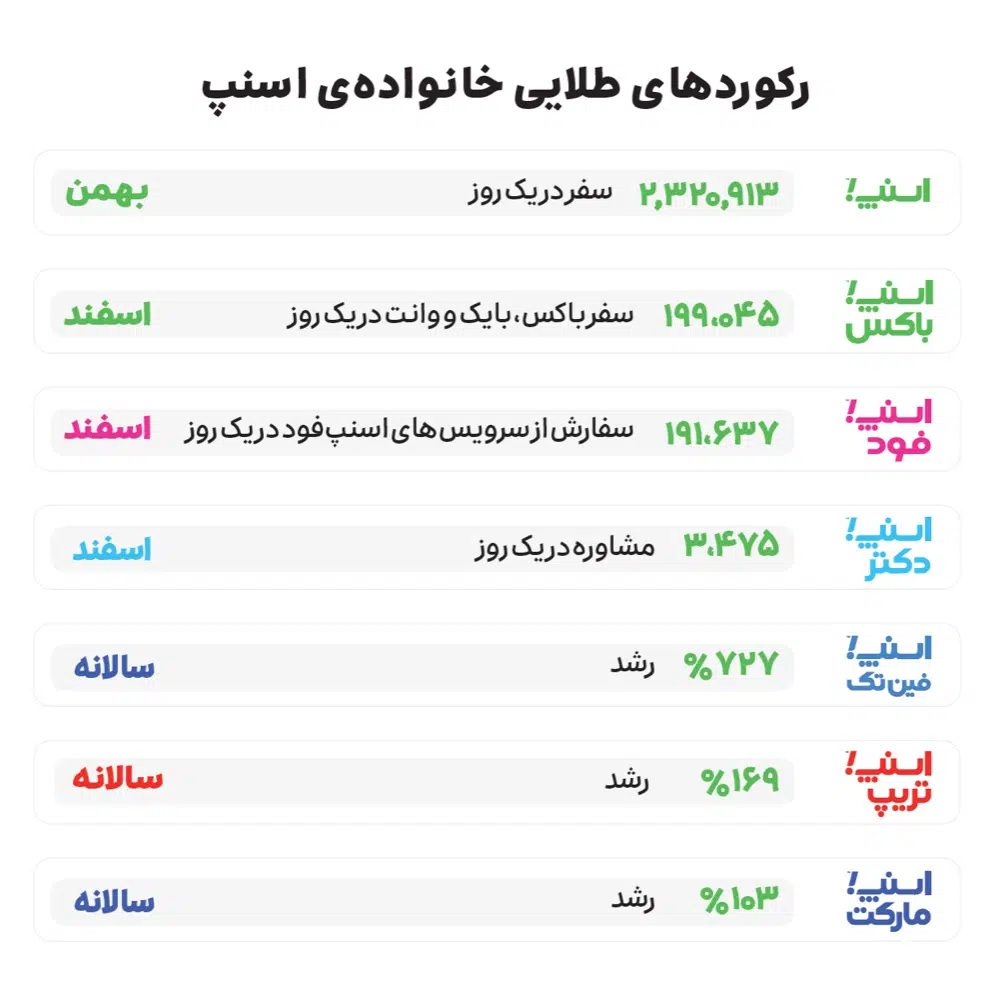 رکوردهای طلایی خانواده‌ی اسنپ
اسنپ!
۲,۳۲۰,۹۱۳ سفر در یک روز بهمن
اسنپ!
باکس
۱۹۹،۰۴۵ سفر باکس، بایک و وانت در یک روز اسفند
اسنپ!
فود
۱۹۱،۶۳۷ سفارش از سرویس‌های اسنپ‌فود در یک روز اسفند
اسنپ!
دکتر
۳،۴۷۵ مشاوره در یک روز اسفند
اسنپ!
فین‌تک
۷۲۷% رشد سالانه
اسنپ!
تریپ
۱۶۹% رشد سالانه
اسنپ!
مارکت
۱۰۳% رشد سالانه